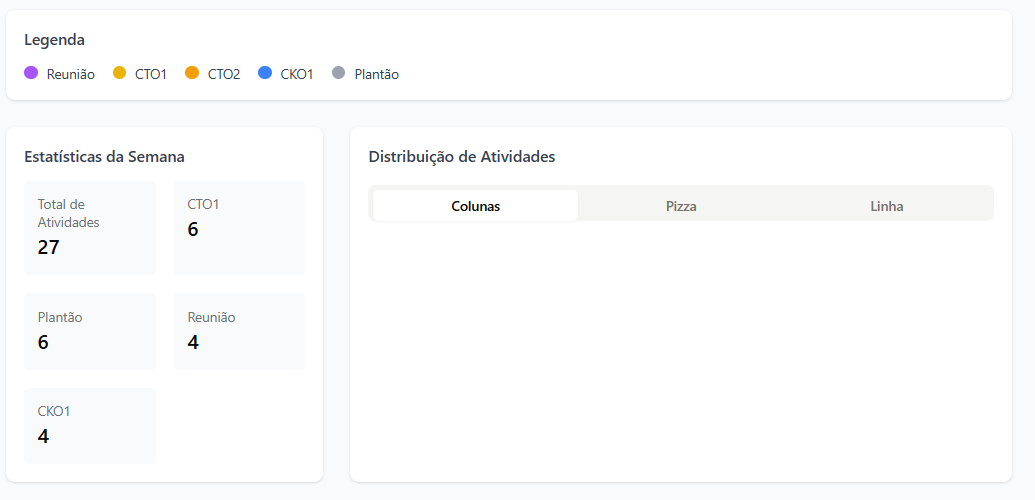 Legenda
Reunião CTO1 CTO2 CKO1 Plantão
Estatísticas da Semana
Total de
Atividades
27
CTO1
6
Plantão
6
Reunião
4
CKO1
4
Distribuição de Atividades
Colunas Pizza Linha